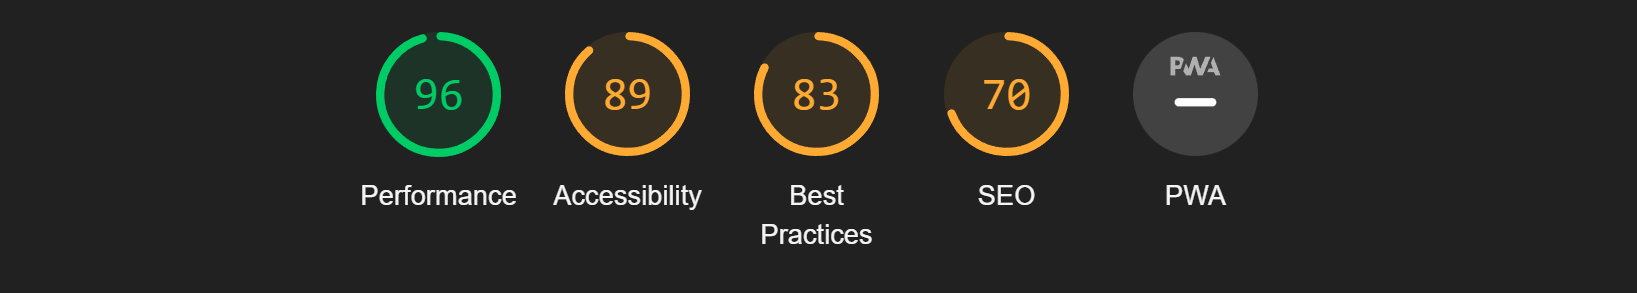 96 89 83 70 PWA
Performance Accessibility Best Practices SEO PWA